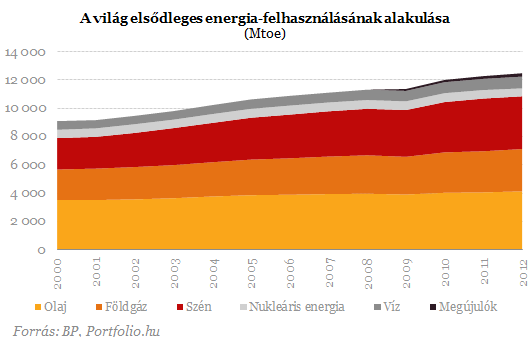 A világ elsődleges energia-felhasználásának alakulása
(Mtoe)
14 000
12 000
10 000
8 000
6 000
4 000
2 000
0
2000 2001 2002 2003 2004 2005 2006 2007 2008 2009 2010 2011 2012
Olaj Földgáz Szén Nukleáris energia Víz Megújulók
Forrás: BP, Portfolio.hu